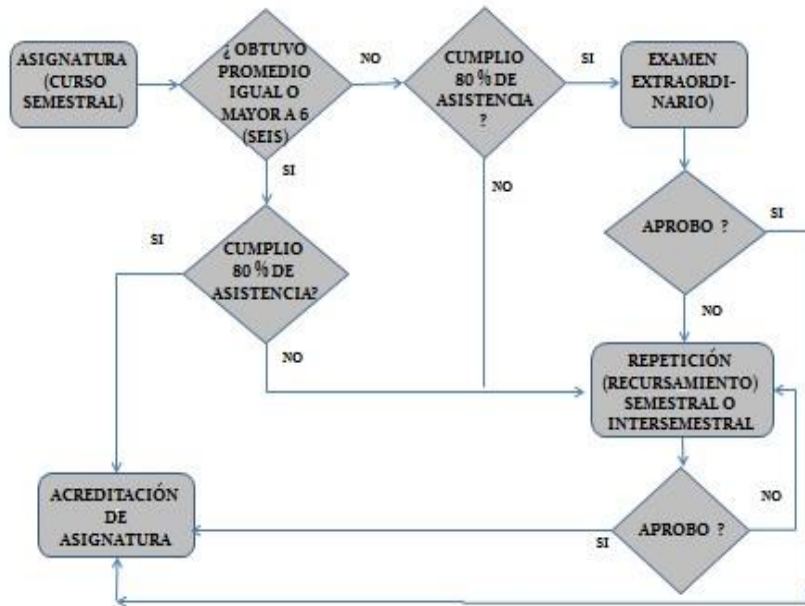 ASIGNATURA
(CURSO
SEMESTRAL)
¿ OBTUVO
PROMEDIO
IGUAL O
MAYOR A 6
(SEIS)
NO
CUMPLIO
80 % DE
ASISTENCIA
?
SI
EXAMEN
EXTRAORDI-
NARIO)
SI
NO
APROBO ?
SI
SI
CUMPLIO
80 % DE
ASISTENCIA?
NO
NO
REPETICIÓN
(RECURSAMIENTO)
SEMESTRAL O
INTERSEMESTRAL
ACREDITACIÓN
DE
ASIGNATURA
SI
APROBO ?
NO